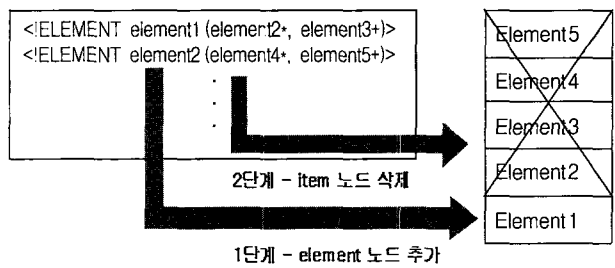 <!ELEMENT element1 (element2*, element3+)>
<!ELEMENT element2 (element4*, element5+)>
Element5
Element4
Element3
Element2
Element1
2단계 - item 노드 삭제
1단계 - element 노드 추가